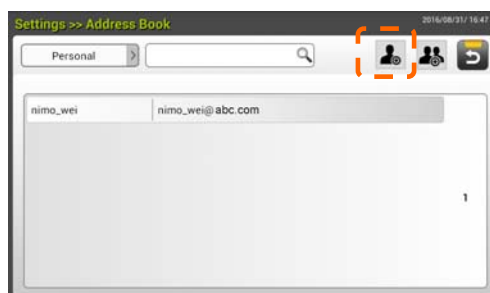 Settings >> Address Book 2016/08/31/ 16:47
Personal
nimo_wei nimo_wei@abc.com
1